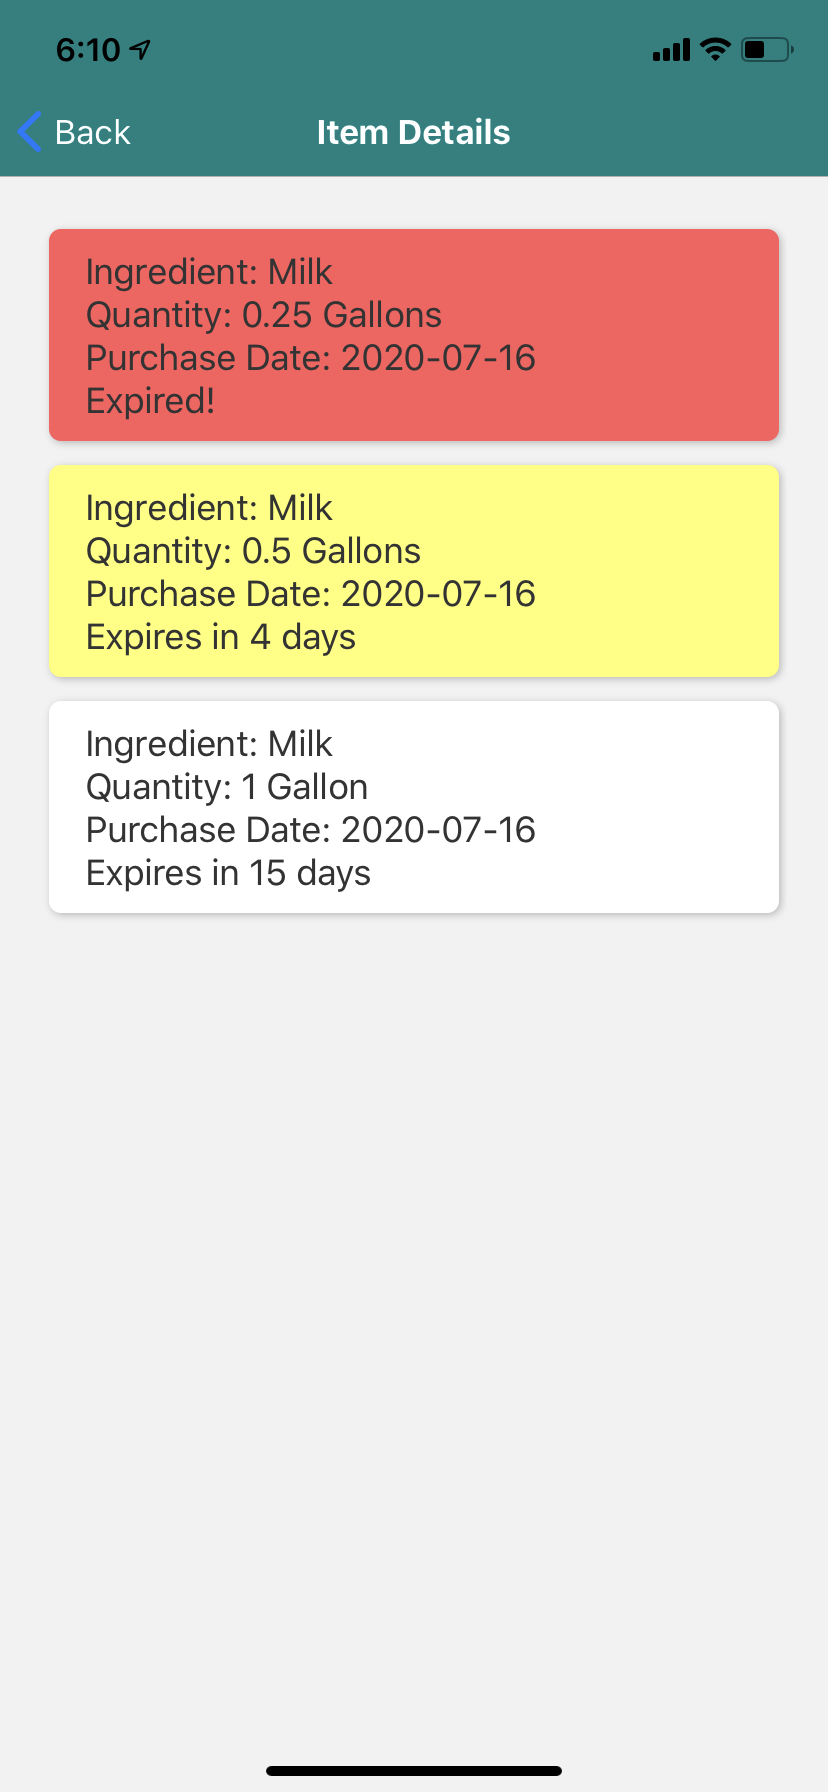 6:10
Back
Item Details
Ingredient: Milk
Quantity: 0.25 Gallons
Purchase Date: 2020-07-16
Expired!
Ingredient: Milk
Quantity: 0.5 Gallons
Purchase Date: 2020-07-16
Expires in 4 days
Ingredient: Milk
Quantity: 1 Gallon
Purchase Date: 2020-07-16
Expires in 15 days